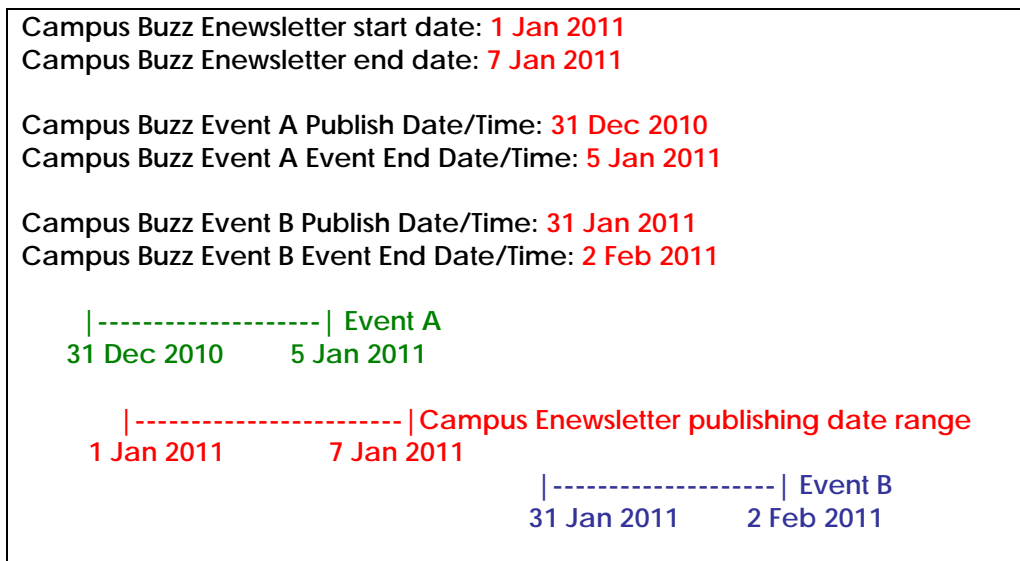 Campus Buzz Enewsletter start date: 1 Jan 2011
Campus Buzz Enewsletter end date: 7 Jan 2011
Campus Buzz Event A Publish Date/Time: 31 Dec 2010
Campus Buzz Event A Event End Date/Time: 5 Jan 2011
Campus Buzz Event B Publish Date/Time: 31 Jan 2011
Campus Buzz Event B Event End Date/Time: 2 Feb 2011
|--------------------| Event A
31 Dec 2010 5 Jan 2011
|------------------------|Campus Enewsletter publishing date range
1 Jan 2011 7 Jan 2011
|--------------------| Event B
31 Jan 2011 2 Feb 2011